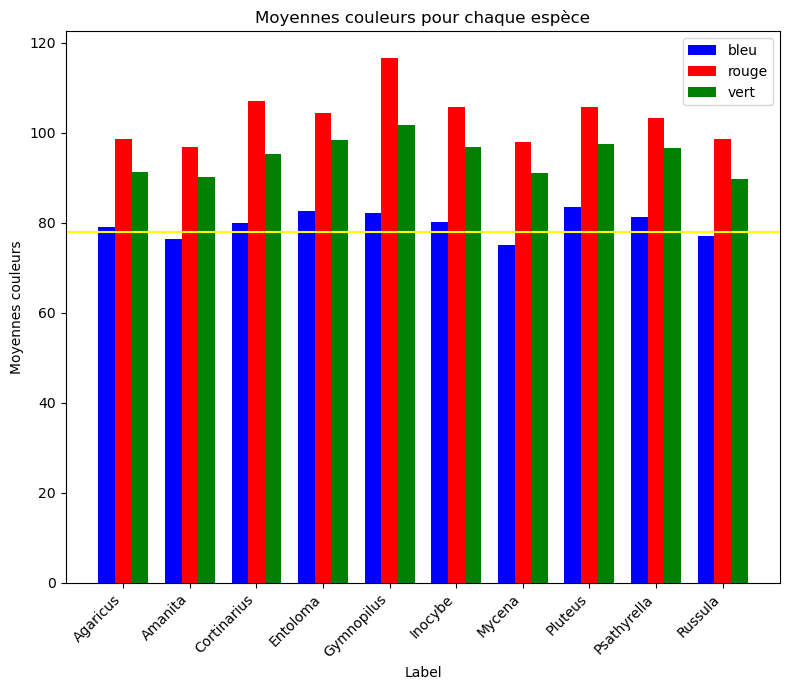 Moyennes couleurs pour chaque espèce
bleu
rouge
vert
Moyennes couleurs
120
100
80
60
40
20
0
Agaricus
Amanita
Cortinarius
Entoloma
Gymnopilus
Inocybe
Mycena
Pluteus
Psathyrella
Russula
Label